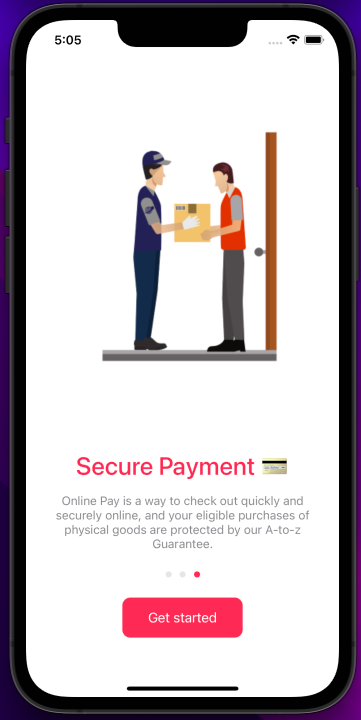 5:05
Secure Payment 💳
Online Pay is a way to check out quickly and
securely online, and your eligible purchases of
physical goods are protected by our A-to-z
Guarantee.
Get started